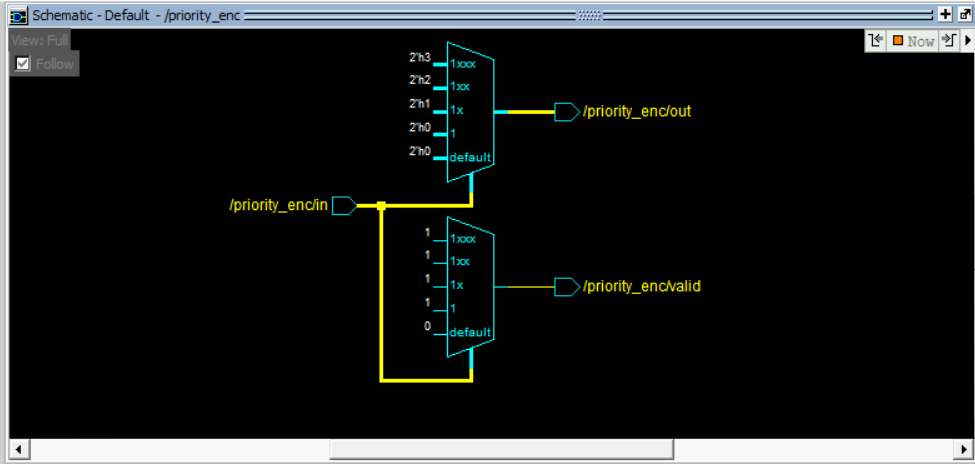 Schematic - Default - /priority_enc
View: Full
Now
Follow
2'h3
1xxx
2'h2
1xx
2'h1
1x
/priority_enc/out
2'h0
1
2'h0
default
/priority_enc/in
1
1xxx
1
1xx
1
1x
/priority_enc/valid
1
1
0
default